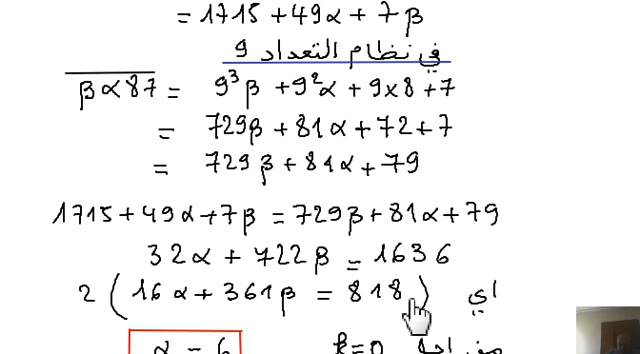 = 1715 + 49α + 7β
في نظام التعداد 9
βα87 = 9³β + 9²α + 9×8 + 7
= 729β + 81α + 72 + 7
= 729β + 81α + 79
1715 + 49α + 7β = 729β + 81α + 79
32α + 722β = 1636
2 ( 16α + 361β = 818 ) اي
α = 6 k=0